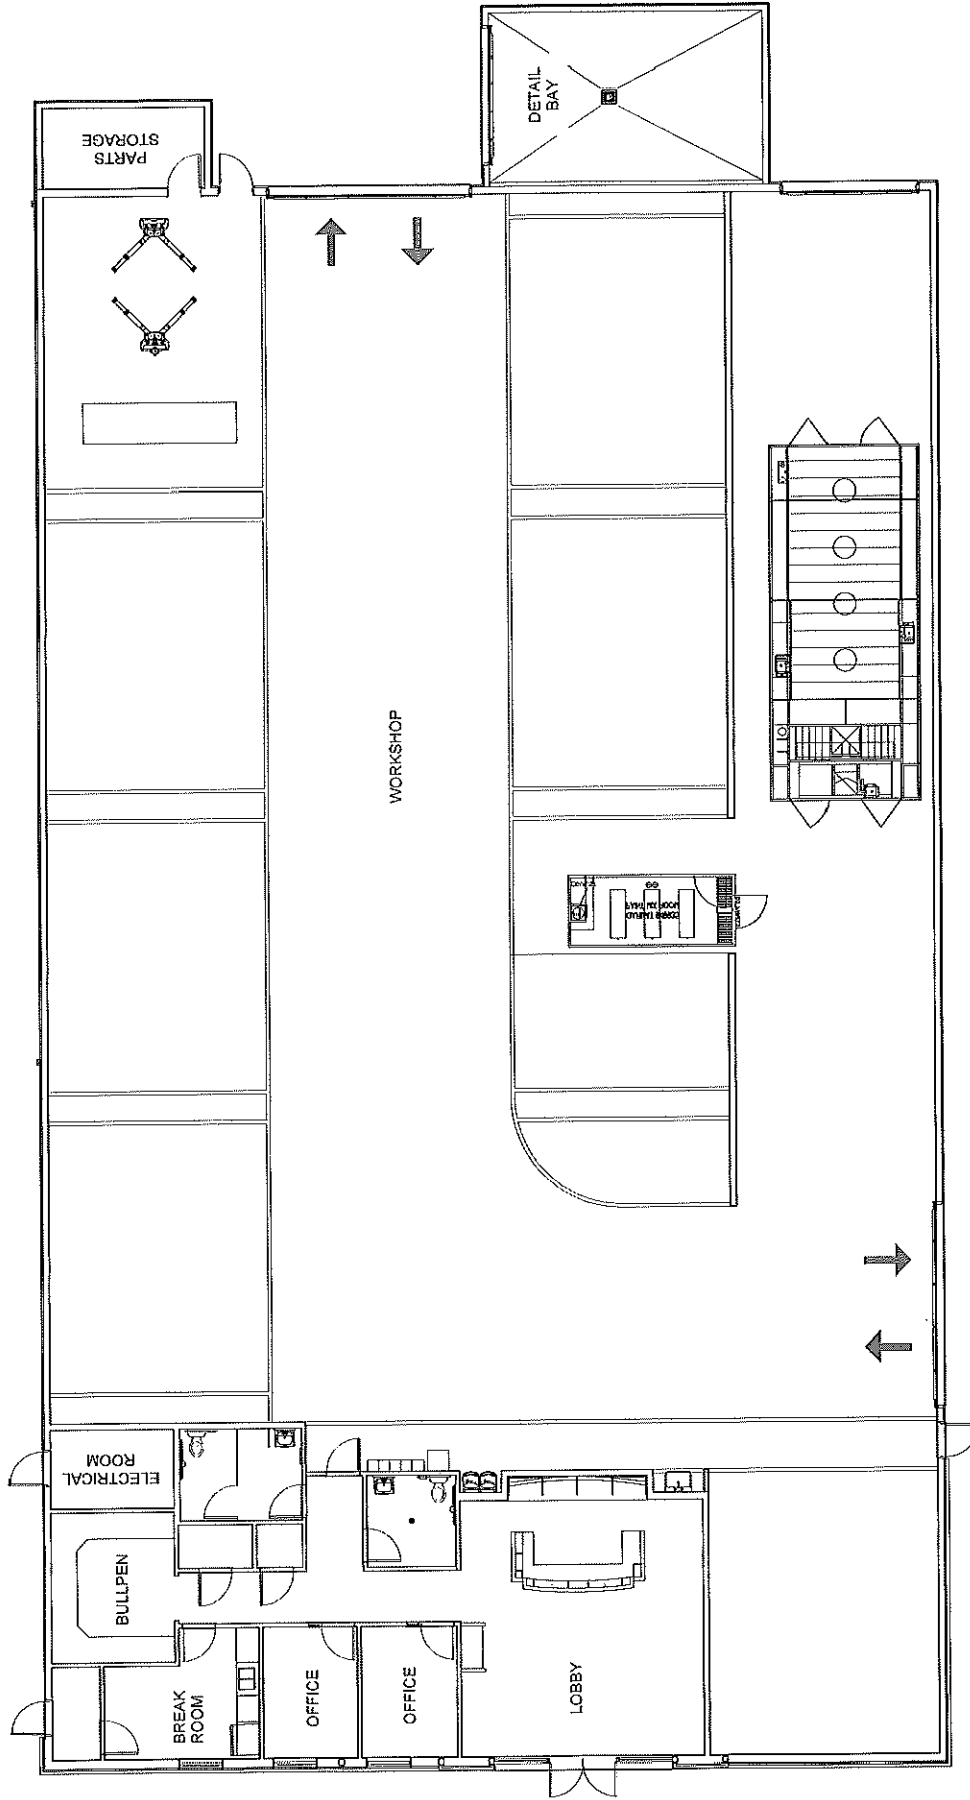 DETAIL
BAY
PARTS
STORAGE
WORKSHOP
ELECTRICAL
ROOM
BULLPEN
BREAK
ROOM
OFFICE
OFFICE
LOBBY